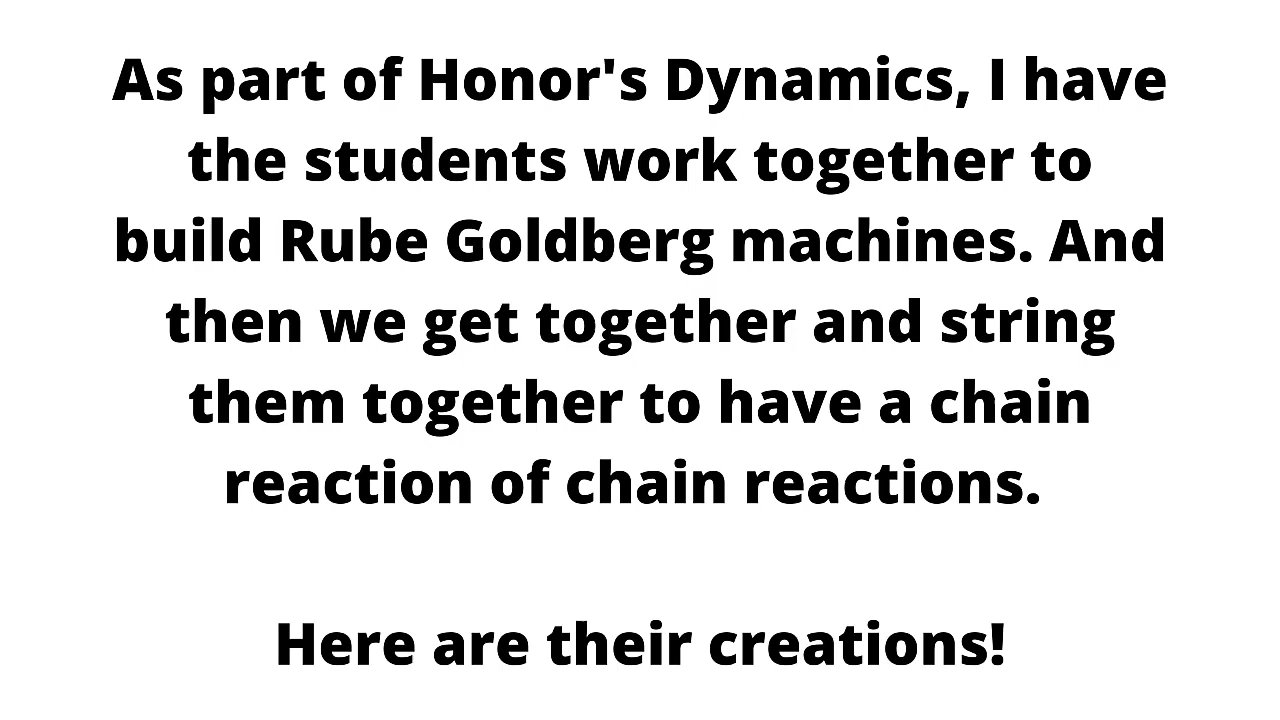 As part of Honor's Dynamics, I have
the students work together to
build Rube Goldberg machines. And
then we get together and string
them together to have a chain
reaction of chain reactions.
Here are their creations!